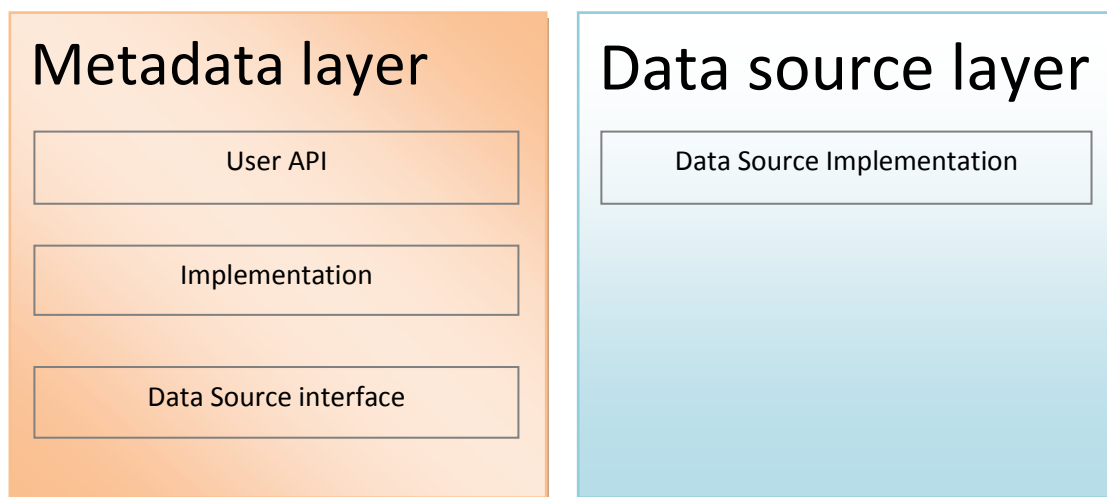 Metadata layer
User API
Implementation
Data Source interface
Data source layer
Data Source Implementation